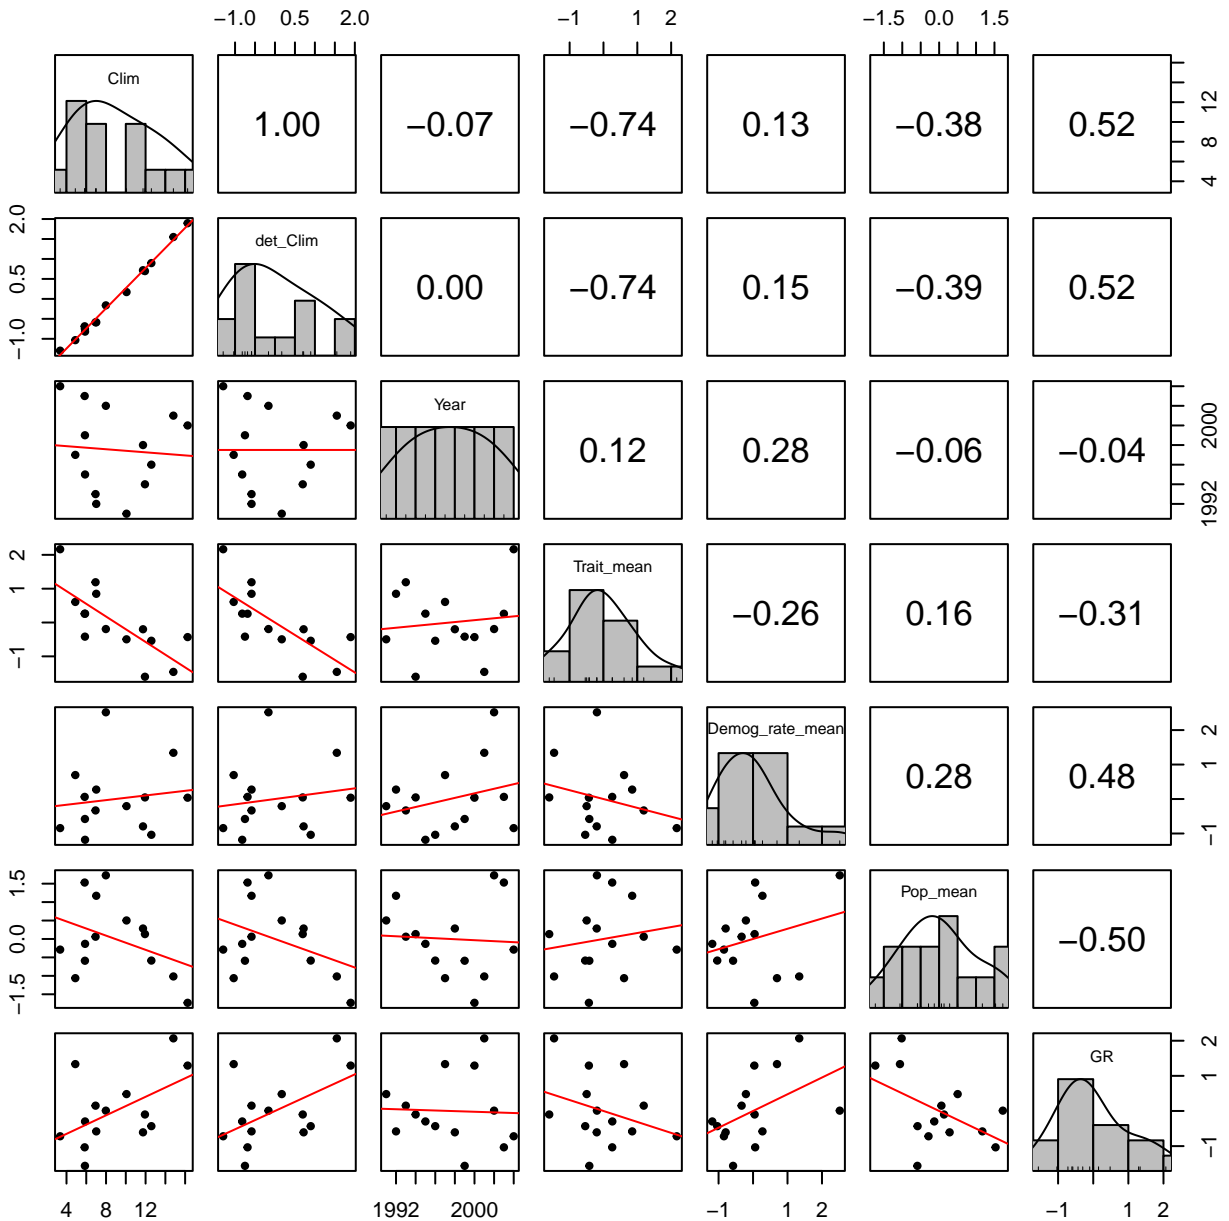 −1.0 0.5 2.0 −1 1 2 −1.5 0.0 1.5
Clim 1.00 −0.07 −0.74 0.13 −0.38 0.52 4 8 12
−1.0 0.5 2.0 det_Clim 0.00 −0.74 0.15 −0.39 0.52
Year 0.12 0.28 −0.06 −0.04 1992 2000
−1 1 2 Trait_mean −0.26 0.16 −0.31
Demog_rate_mean 0.28 0.48 −1 1 2
−1.5 0.0 1.5 Pop_mean −0.50
GR −1 1 2
4 8 12 1992 2000 −1 1 2 −1 1 2